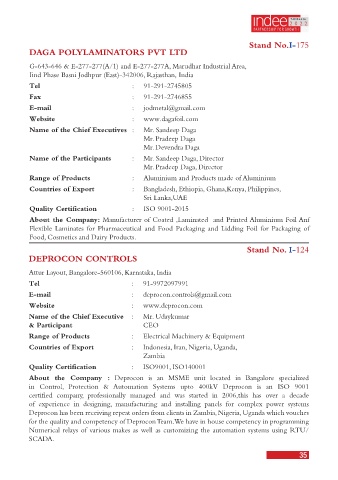 indee
Stand No.I-175
DAGA POLYLAMINATORS PVT LTD
G-643-646 & E-277-277(A/1) and E-277-277A, Marudhar Industrial Area,
Iind Phase Basni Jodhpur (East)-342006, Rajasthan, India
Tel : 91-291-2745805
Fax : 91-291-2746855
E-mail : jodmetal@gmail.com
Website : www.dagafoil.com
Name of the Chief Executives : Mr. Sandeep Daga
Mr. Pradeep Daga
Mr. Devendra Daga
Name of the Participants : Mr. Sandeep Daga, Director
Mr. Pradeep Daga, Director
Range of Products : Aluminium and Products made of Aluminium
Countries of Export : Bangladesh, Ethiopia, Ghana,Kenya, Philippines,
Sri Lanka,UAE
Quality Certification : ISO 9001-2015
About the Company: Manufacturer of Coated ,Laminated and Printed Aluminium Foil Anf
Flexible Laminates for Pharmaceutical and Food Packaging and Lidding Foil for Packaging of
Food, Cosmetics and Dairy Products.
Stand No. I-124
DEPROCON CONTROLS
Attur Layout, Bangalore-560106, Karnataka, India
Tel : 91-9972097991
E-mail : deprocon.controls@gmail.com
Website : www.deprocon.com
Name of the Chief Executive : Mr. Udaykumar
& Participant CEO
Range of Products : Electrical Machinery & Equipment
Countries of Export : Indonesia, Iran, Nigeria, Uganda,
Zambia
Quality Certification : ISO9001, ISO14001
About the Company : Deprocon is an MSME unit located in Bangalore specialized
in Control, Protection & Automation Systems upto 400kV Deprocon is an ISO 9001
certified company, professionally managed and was started in 2006.this has over a decade
of experience in designing, manufacturing and installing panels for complex power systems
Deprocon has been receiving repeat orders from clients in Zambia, Nigeria, Uganda which vouches
for the quality and competency of Deprocon Team.We have in house competency in programming
Numerical relays of various makes as well as customizing the automation systems using RTU/
SCADA.
35